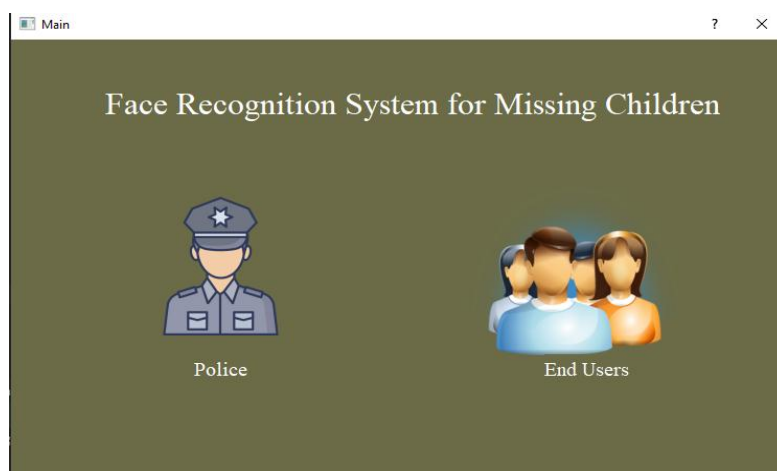 Main
?
Face Recognition System for Missing Children
Police
End Users